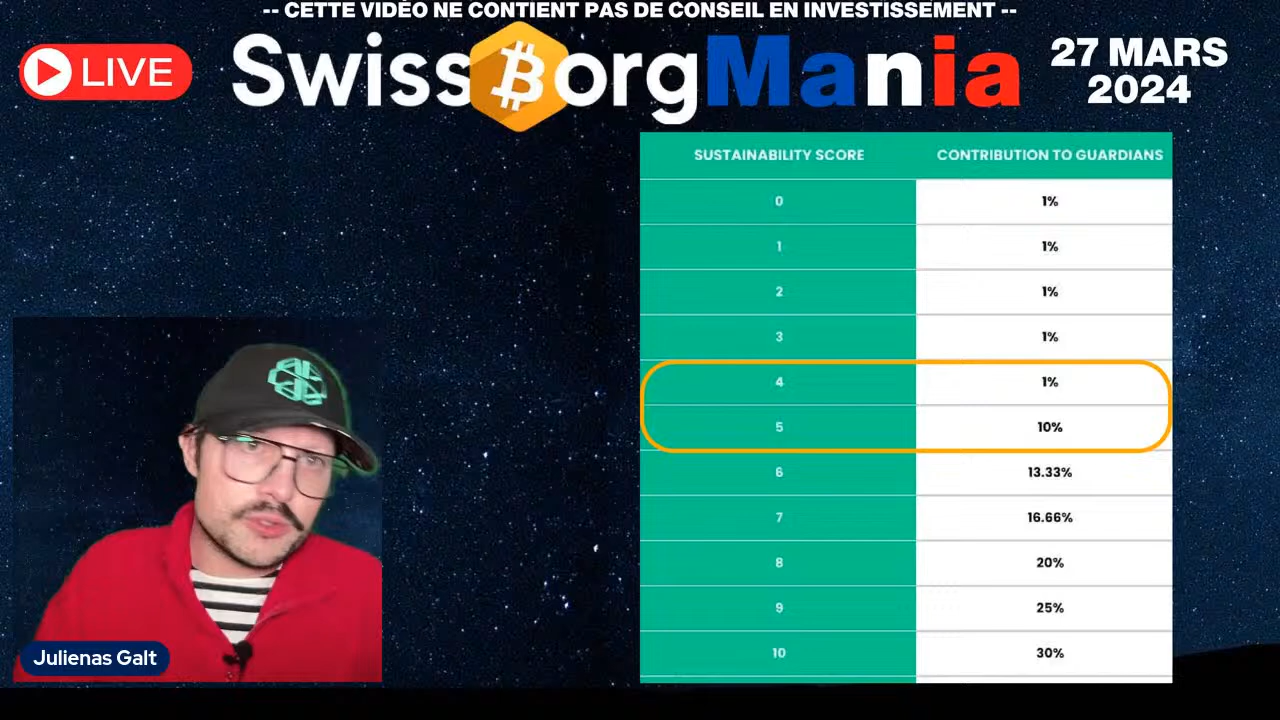 -- CETTE VIDÉO NE CONTIENT PAS DE CONSEIL EN INVESTISSEMENT --
LIVE
SwissBorgMania
27 MARS
2024
SUSTAINABILITY SCORE CONTRIBUTION TO GUARDIANS
0 1%
1 1%
2 1%
3 1%
4 1%
5 10%
6 13.33%
7 16.66%
8 20%
9 25%
10 30%
Julienas Galt